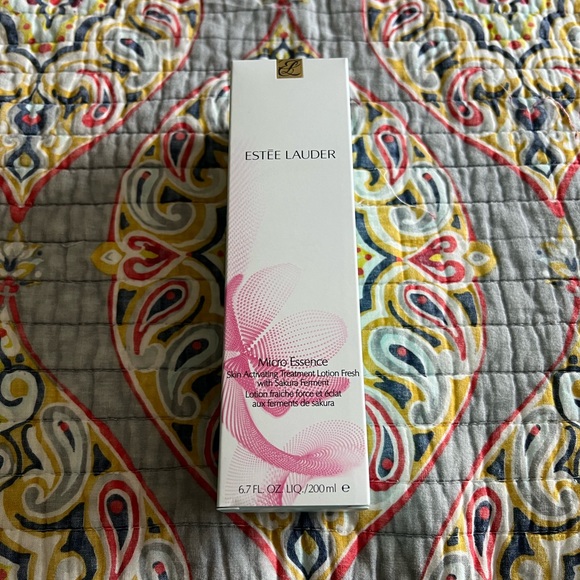 ESTĒE LAUDER
Micro Essence
Skin Activating Treatment Lotion Fresh
with Sakura Ferment
Lotion fraîche force et éclat
aux ferments de sakura
6.7 FL. OZ. LIQ./200 ml ℮